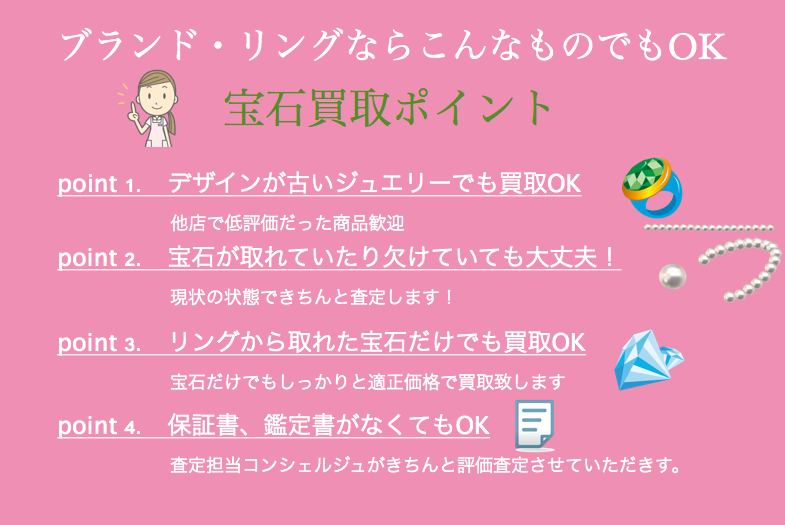 ブランド・リングならこんなものでもOK
宝石買取ポイント
point 1. デザインが古いジュエリーでも買取OK
他店で低評価だった商品歓迎
point 2. 宝石が取れていたり欠けていても大丈夫！
現状の状態できちんと査定します！
point 3. リングから取れた宝石だけでも買取OK
宝石だけでもしっかりと適正価格で買取致します
point 4. 保証書、鑑定書がなくてもOK
査定担当コンシェルジュがきちんと評価査定させていただきす。